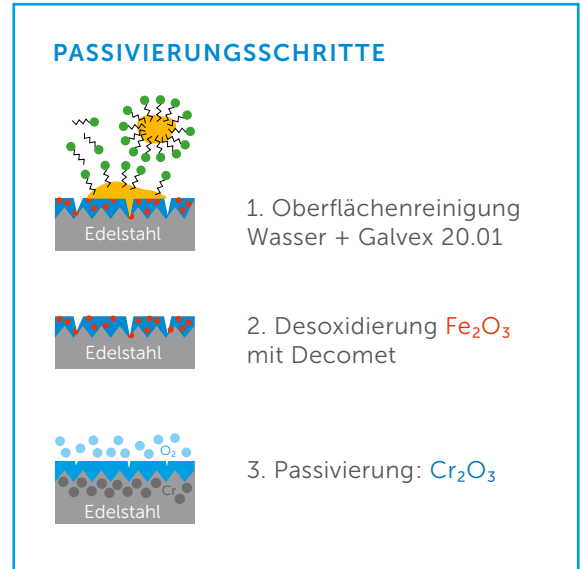 PASSIVIERUNGSSCHRITTE
Edelstahl
1. Oberflächenreinigung
Wasser + Galvex 20.01
Edelstahl
2. Desoxidierung Fe₂O₃
mit Decomet
O₂
Cr
Edelstahl
3. Passivierung: Cr₂O₃